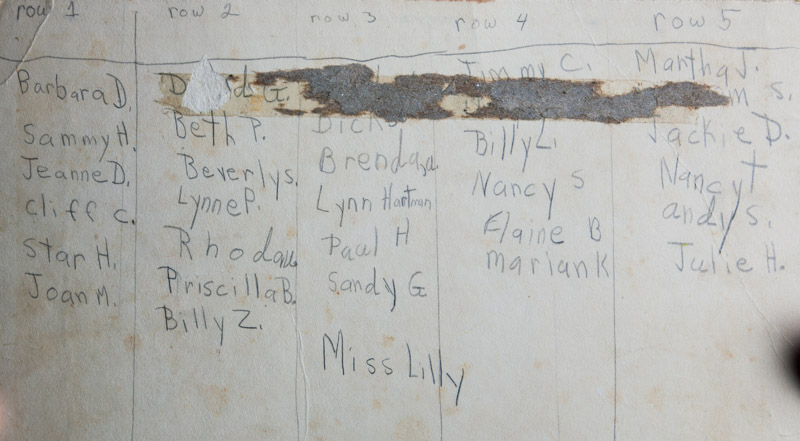 row 1
Barbara D.
Sammy H.
Jeanne D.
Cliff C.
Star H.
Joan M.
row 2
G.
Beth P.
Beverly S.
Lynne P.
Rhoda
Priscilla B.
Billy Z.
row 3
Dick S.
Brenda
Lynn Hartman
Paul H
Sandy G
Miss Lilly
row 4
Jimmy C.
Billy L.
Nancy S
Elaine B
marian K
row 5
Martha J.
S.
Jackie D.
Nancy T
andy S.
Julie H.